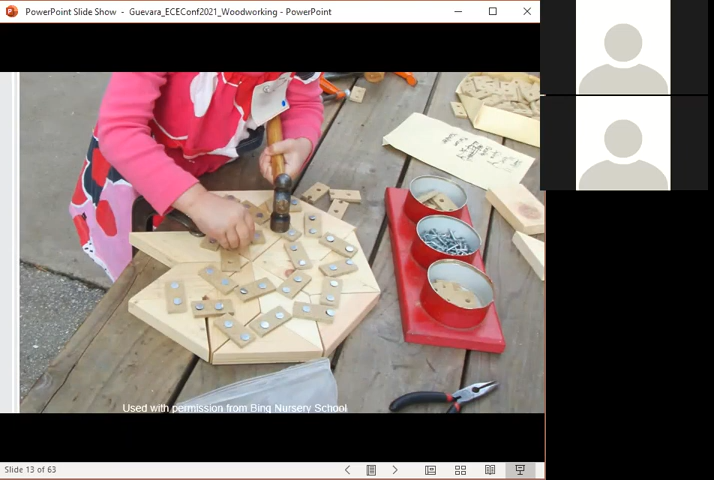 PowerPoint Slide Show - Guevara_ECEConf2021_Woodworking - PowerPoint
Used with permission from Bing Nursery School
Slide 13 of 63